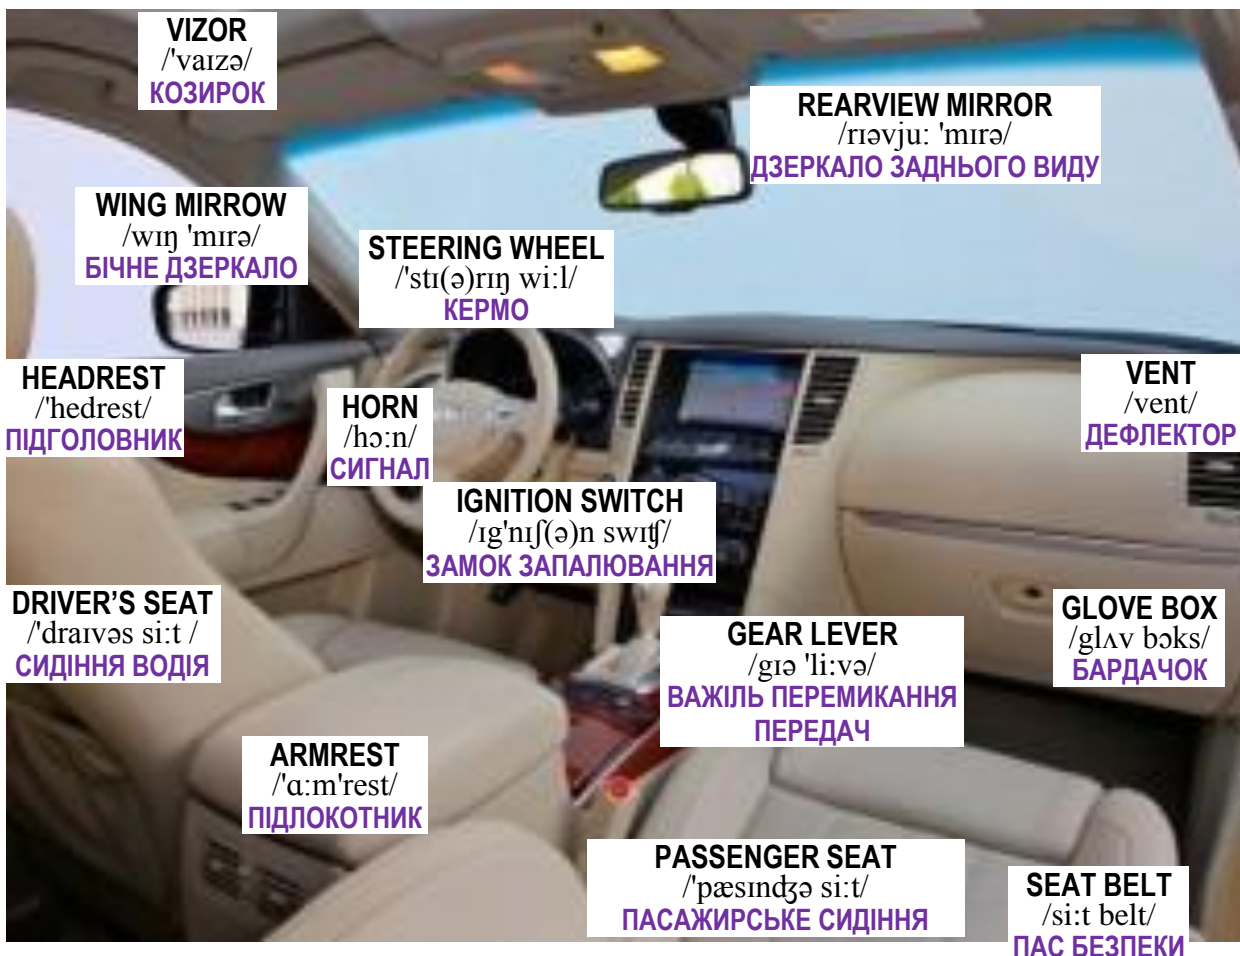 VIZOR
/'vaɪzə/
КОЗИРОК
REARVIEW MIRROR
/rɪəvju: 'mɪrə/
ДЗЕРКАЛО ЗАДНЬОГО ВИДУ
WING MIRROW
/wɪŋ 'mɪrə/
БІЧНЕ ДЗЕРКАЛО
STEERING WHEEL
/'stɪ(ə)rɪŋ wi:l/
КЕРМО
HEADREST
/'hedrest/
ПІДГОЛОВНИК
HORN
/hɔ:n/
СИГНАЛ
VENT
/vent/
ДЕФЛЕКТОР
IGNITION SWITCH
/ɪg'nɪʃ(ə)n swɪʧ/
ЗАМОК ЗАПАЛЮВАННЯ
DRIVER’S SEAT
/'draɪvəs si:t /
СИДІННЯ ВОДІЯ
GEAR LEVER
/gɪə 'li:və/
ВАЖІЛЬ ПЕРЕМИКАННЯ
ПЕРЕДАЧ
GLOVE BOX
/glʌv bɔks/
БАРДАЧОК
ARMREST
/'ɑ:m'rest/
ПІДЛОКОТНИК
PASSENGER SEAT
/'pæsɪnʤə si:t/
ПАСАЖИРСЬКЕ СИДІННЯ
SEAT BELT
/si:t belt/
ПАС БЕЗПЕКИ